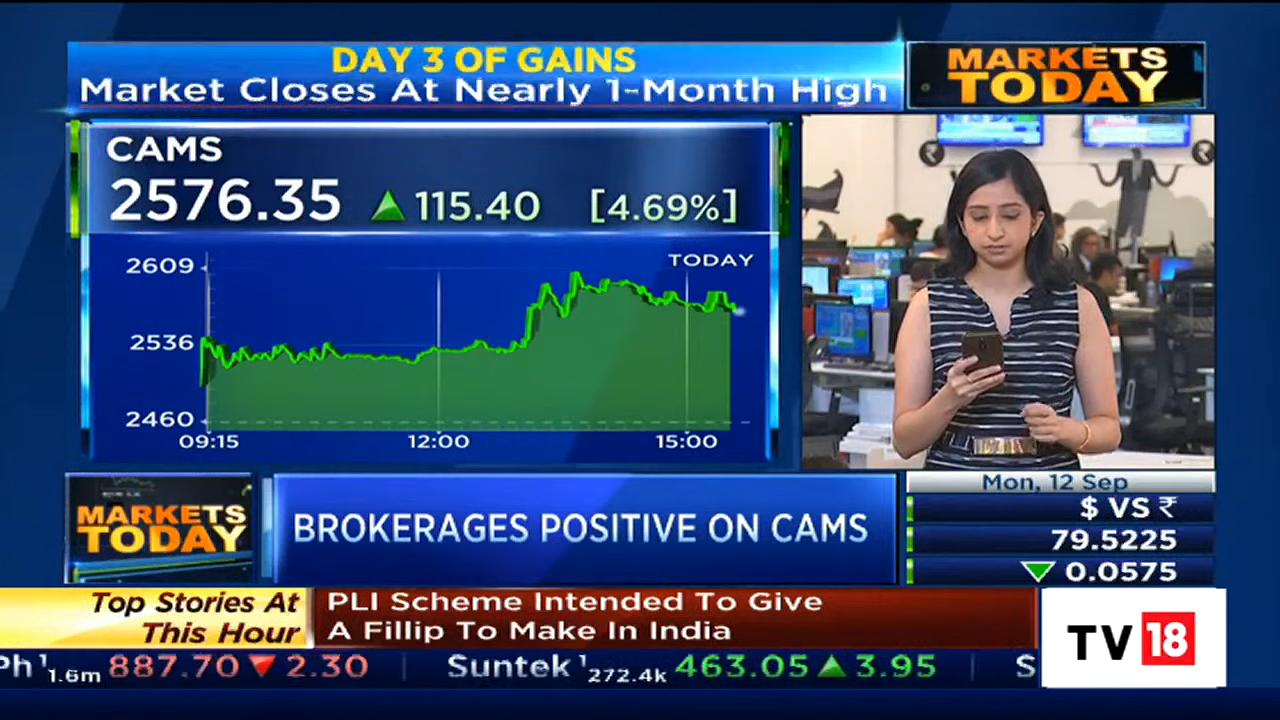 DAY 3 OF GAINS
Market Closes At Nearly 1-Month High
MARKETS
TODAY
CAMS
2576.35 ▲ 115.40 [4.69%]
TODAY
2609
2536
2460
09:15 12:00 15:00
MARKETS
TODAY
BROKERAGES POSITIVE ON CAMS
Mon, 12 Sep
$ VS ₹
79.5225
▼ 0.0575
Top Stories At
This Hour
PLI Scheme Intended To Give
A Fillip To Make In India
TV18
Ph 1 1.6m 887.70 ▼ 2.30 Suntek 1 272.4k 463.05 ▲ 3.95 S